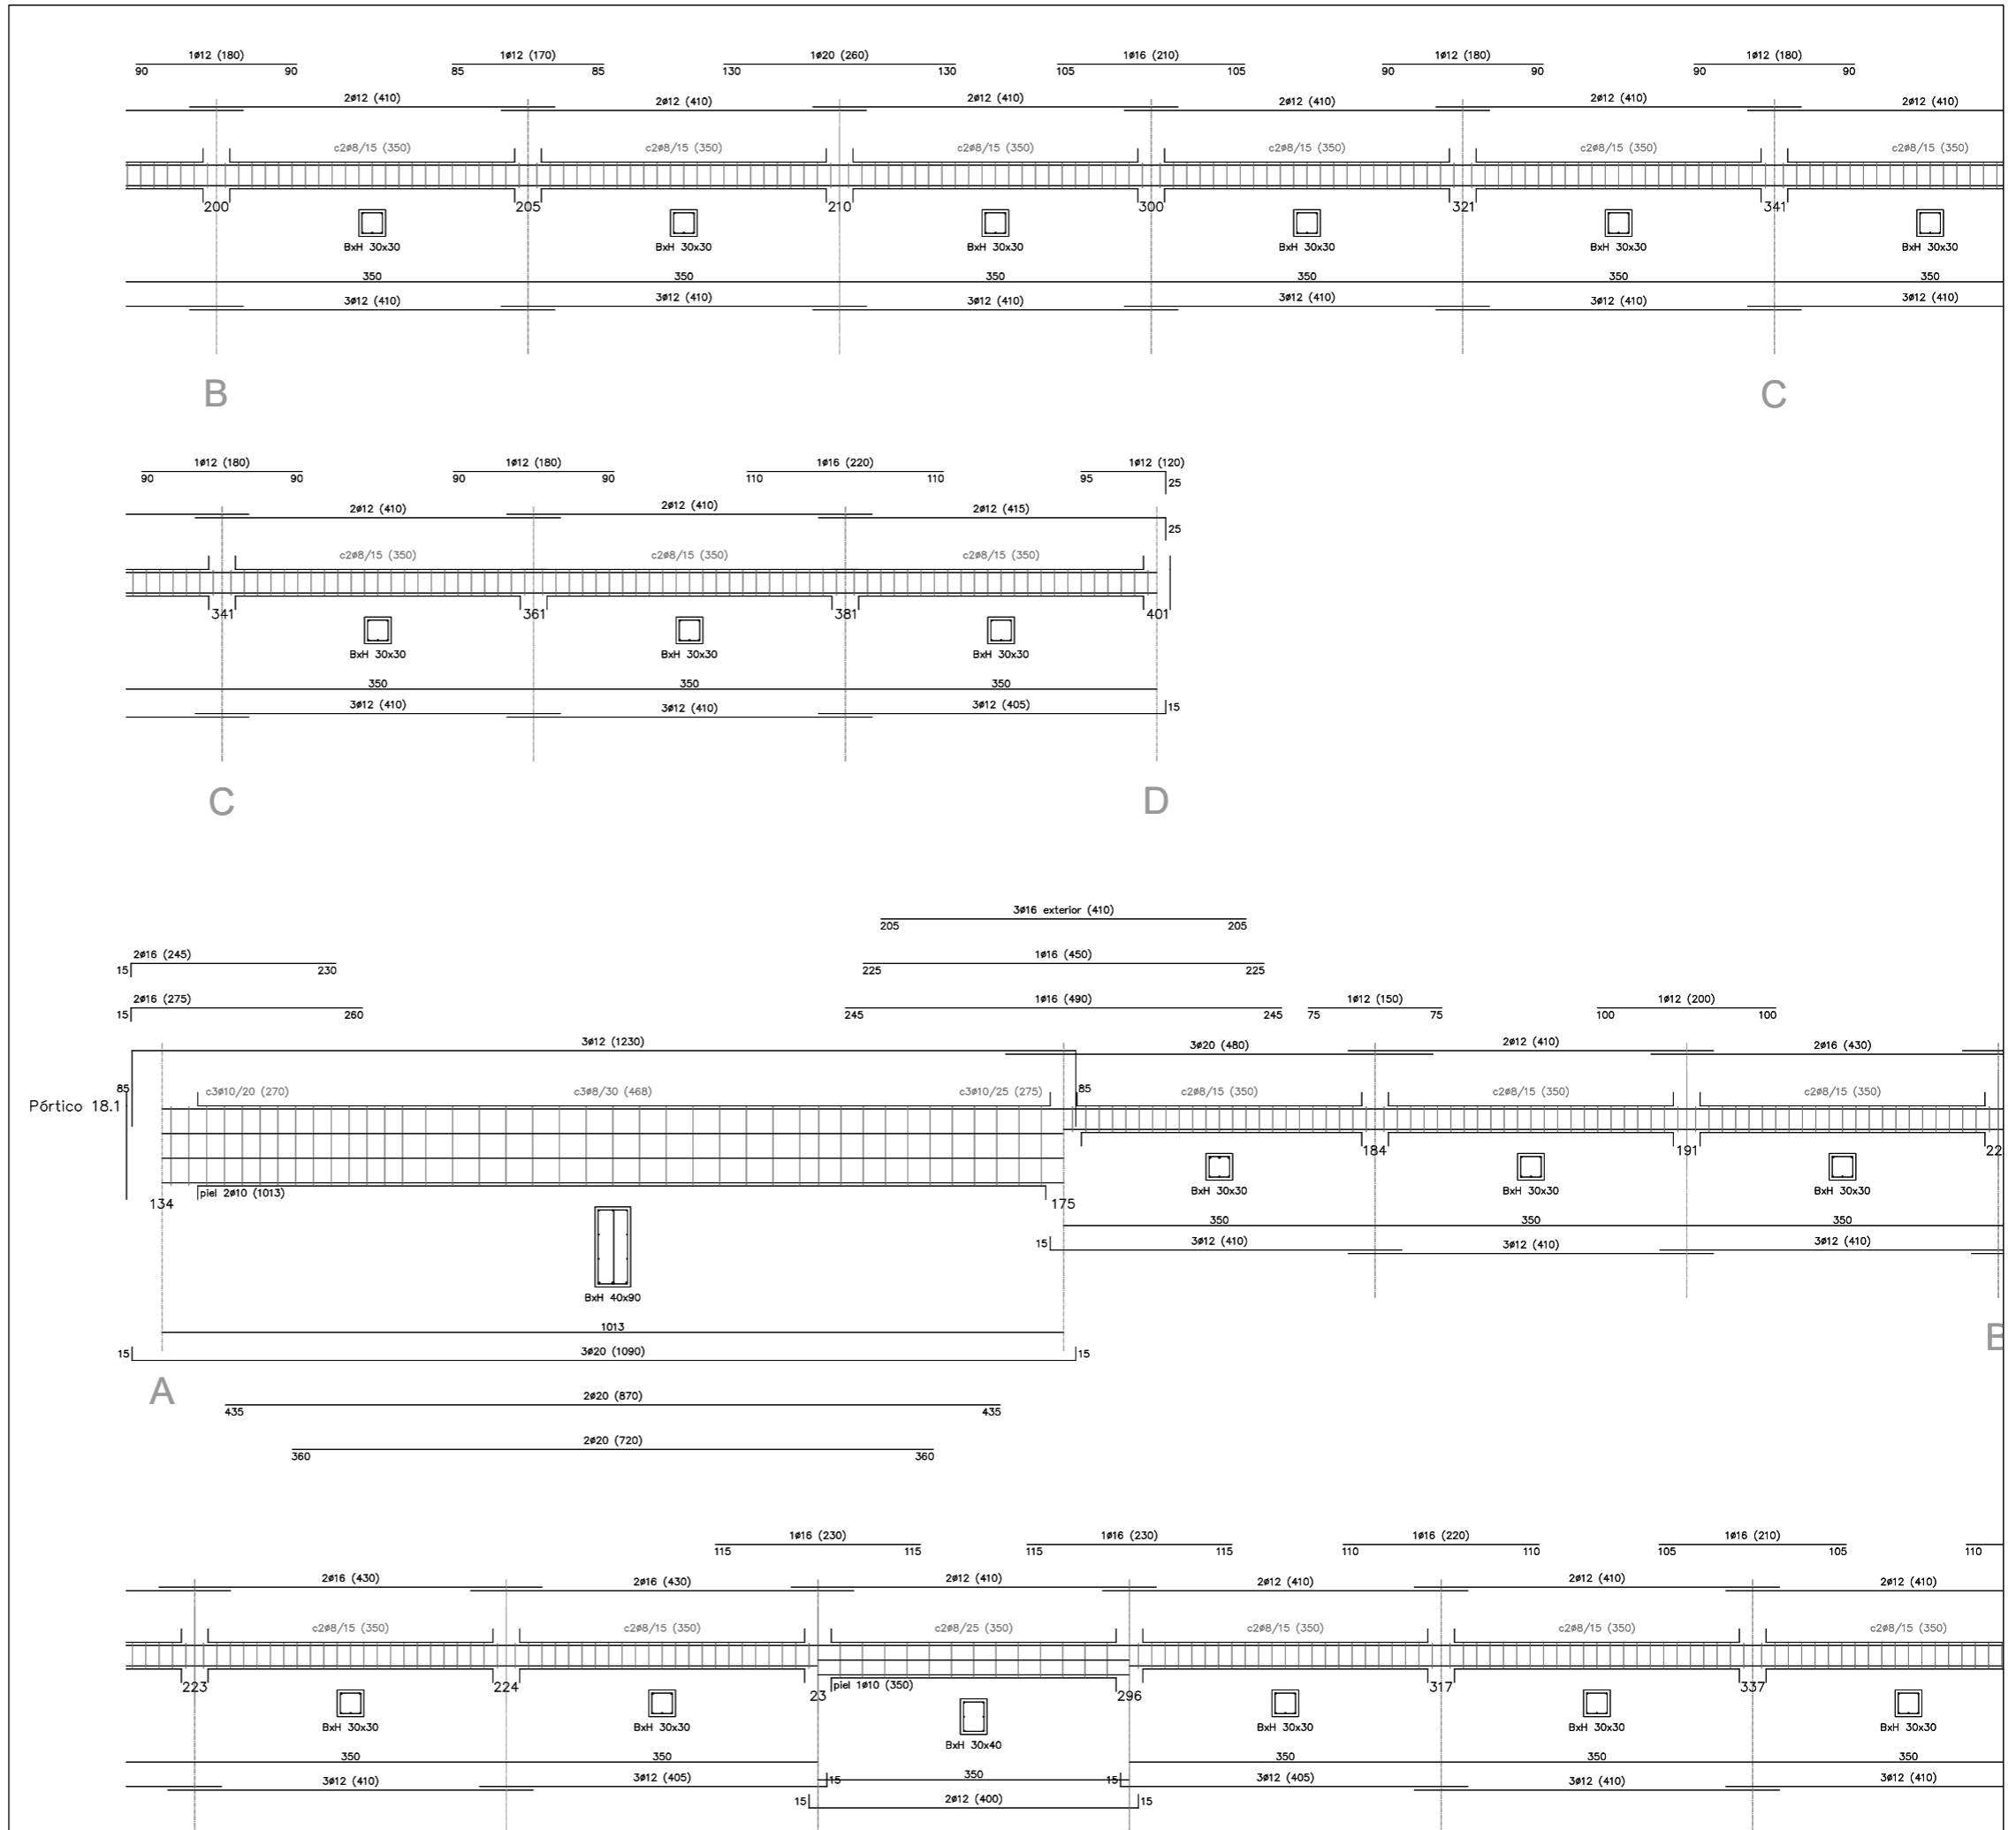 1ø12 (180) 1ø12 (170) 1ø20 (260) 1ø16 (210) 1ø12 (180) 1ø12 (180)
90 90 85 85 130 130 105 105 90 90 90 90
2ø12 (410) 2ø12 (410) 2ø12 (410) 2ø12 (410) 2ø12 (410) 2ø12 (410)
c2ø8/15 (350) c2ø8/15 (350) c2ø8/15 (350) c2ø8/15 (350) c2ø8/15 (350) c2ø8/15 (350)
200 205 210 300 321 341
BxH 30x30 BxH 30x30 BxH 30x30 BxH 30x30 BxH 30x30 BxH 30x30
350 350 350 350 350 350
3ø12 (410) 3ø12 (410) 3ø12 (410) 3ø12 (410) 3ø12 (410) 3ø12 (410)
B C
1ø12 (180) 1ø12 (180) 1ø16 (220) 1ø12 (120)
90 90 90 90 110 110 95 25
2ø12 (410) 2ø12 (410) 2ø12 (415)
25
c2ø8/15 (350) c2ø8/15 (350) c2ø8/15 (350)
341 361 381 401
BxH 30x30 BxH 30x30 BxH 30x30
350 350 350
3ø12 (410) 3ø12 (410) 3ø12 (405) 15
C D
3ø16 exterior (410)
205 205
2ø16 (245) 1ø16 (450)
15 230 225 225
2ø16 (275) 1ø16 (490) 1ø12 (150) 1ø12 (200)
15 260 245 245 75 75 100 100
3ø12 (1230) 3ø20 (480) 2ø12 (410) 2ø16 (430)
85 c3ø10/20 (270) c3ø8/30 (468) c3ø10/25 (275) 85 c2ø8/15 (350) c2ø8/15 (350) c2ø8/15 (350)
Pórtico 18.1
184 191 22
piel 2ø10 (1013) BxH 30x30 BxH 30x30 BxH 30x30
134 175
350 350 350
15 3ø12 (410) 3ø12 (410) 3ø12 (410)
BxH 40x90
1013
15 3ø20 (1090) 15
A B
2ø20 (870)
435 435
2ø20 (720)
360 360
1ø16 (230) 1ø16 (230) 1ø16 (220) 1ø16 (210)
115 115 115 115 110 110 105 105 110
2ø16 (430) 2ø16 (430) 2ø12 (410) 2ø12 (410) 2ø12 (410) 2ø12 (410)
c2ø8/15 (350) c2ø8/15 (350) c2ø8/25 (350) c2ø8/15 (350) c2ø8/15 (350) c2ø8/15 (350)
223 224 23 piel 1ø10 (350) 296 317 337
BxH 30x30 BxH 30x30 BxH 30x40 BxH 30x30 BxH 30x30 BxH 30x30
350 350 350 350 350 350
3ø12 (410) 3ø12 (405) 15 15 3ø12 (405) 3ø12 (410) 3ø12 (410)
15 2ø12 (400) 15